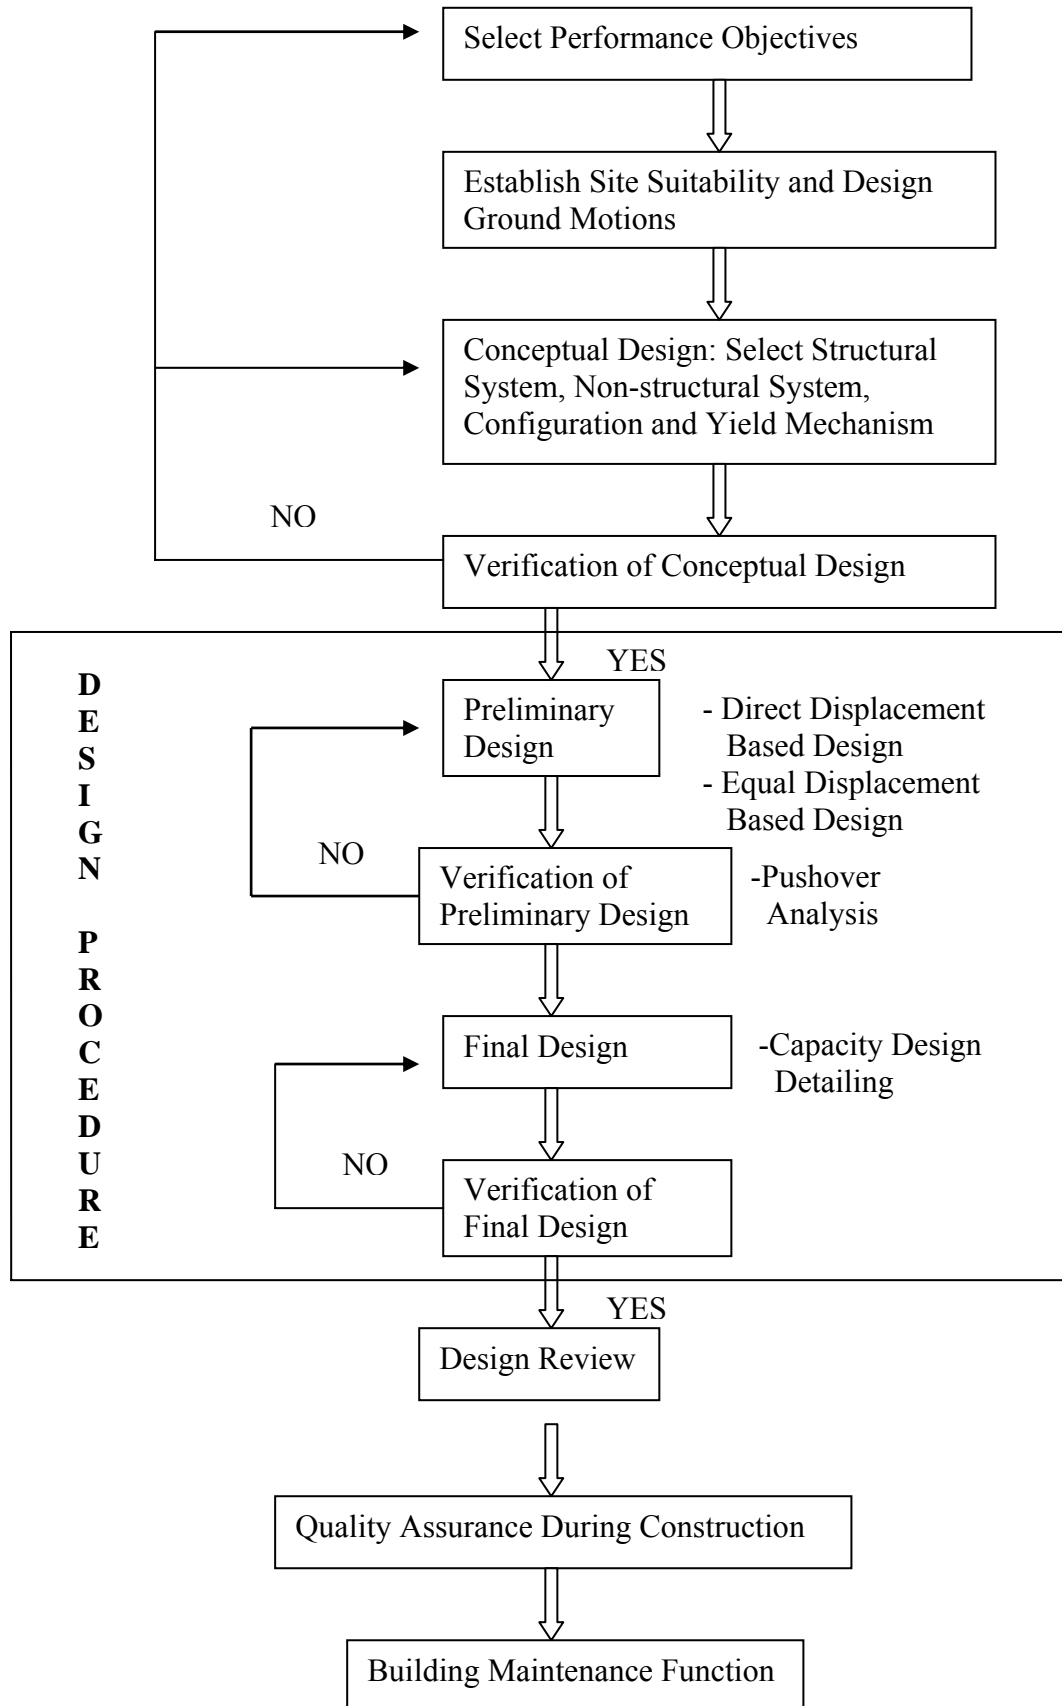 Select Performance Objectives
Establish Site Suitability and Design
Ground Motions
Conceptual Design: Select Structural
System, Non-structural System,
Configuration and Yield Mechanism
NO
Verification of Conceptual Design
YES
DESIGN PROCEDURE
Preliminary
Design
- Direct Displacement
Based Design
- Equal Displacement
Based Design
NO
Verification of
Preliminary Design
-Pushover
Analysis
Final Design
-Capacity Design
Detailing
NO
Verification of
Final Design
YES
Design Review
Quality Assurance During Construction
Building Maintenance Function